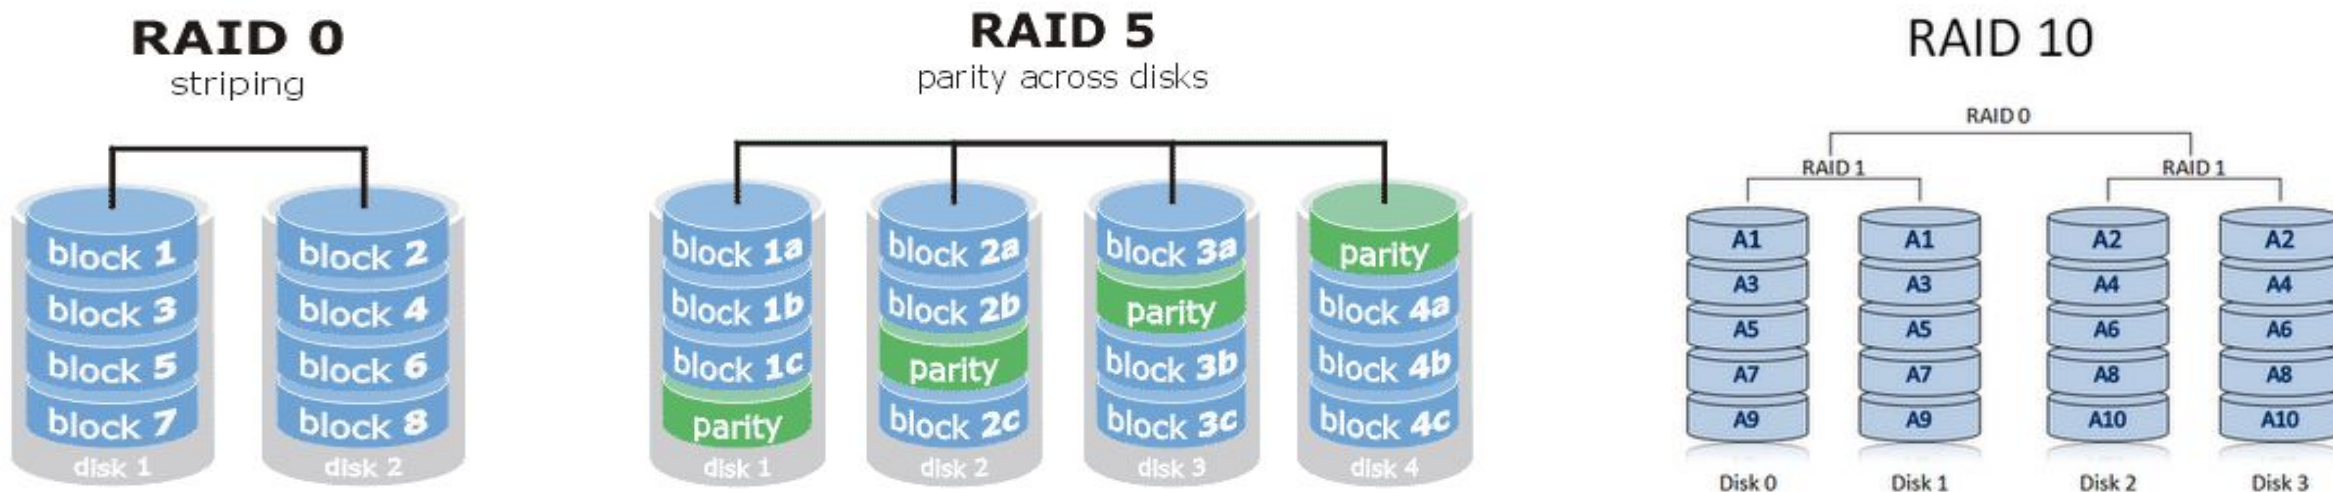 RAID 0
striping
block 1
block 3
block 5
block 7
disk 1
block 2
block 4
block 6
block 8
disk 2
RAID 5
parity across disks
block 1a
block 1b
block 1c
parity
disk 1
block 2a
block 2b
parity
block 2c
disk 2
block 3a
parity
block 3b
block 3c
disk 3
parity
block 4a
block 4b
block 4c
disk 4
RAID 10
RAID 0
RAID 1
RAID 1
A1
A3
A5
A7
A9
Disk 0
A1
A3
A5
A7
A9
Disk 1
A2
A4
A6
A8
A10
Disk 2
A2
A4
A6
A8
A10
Disk 3